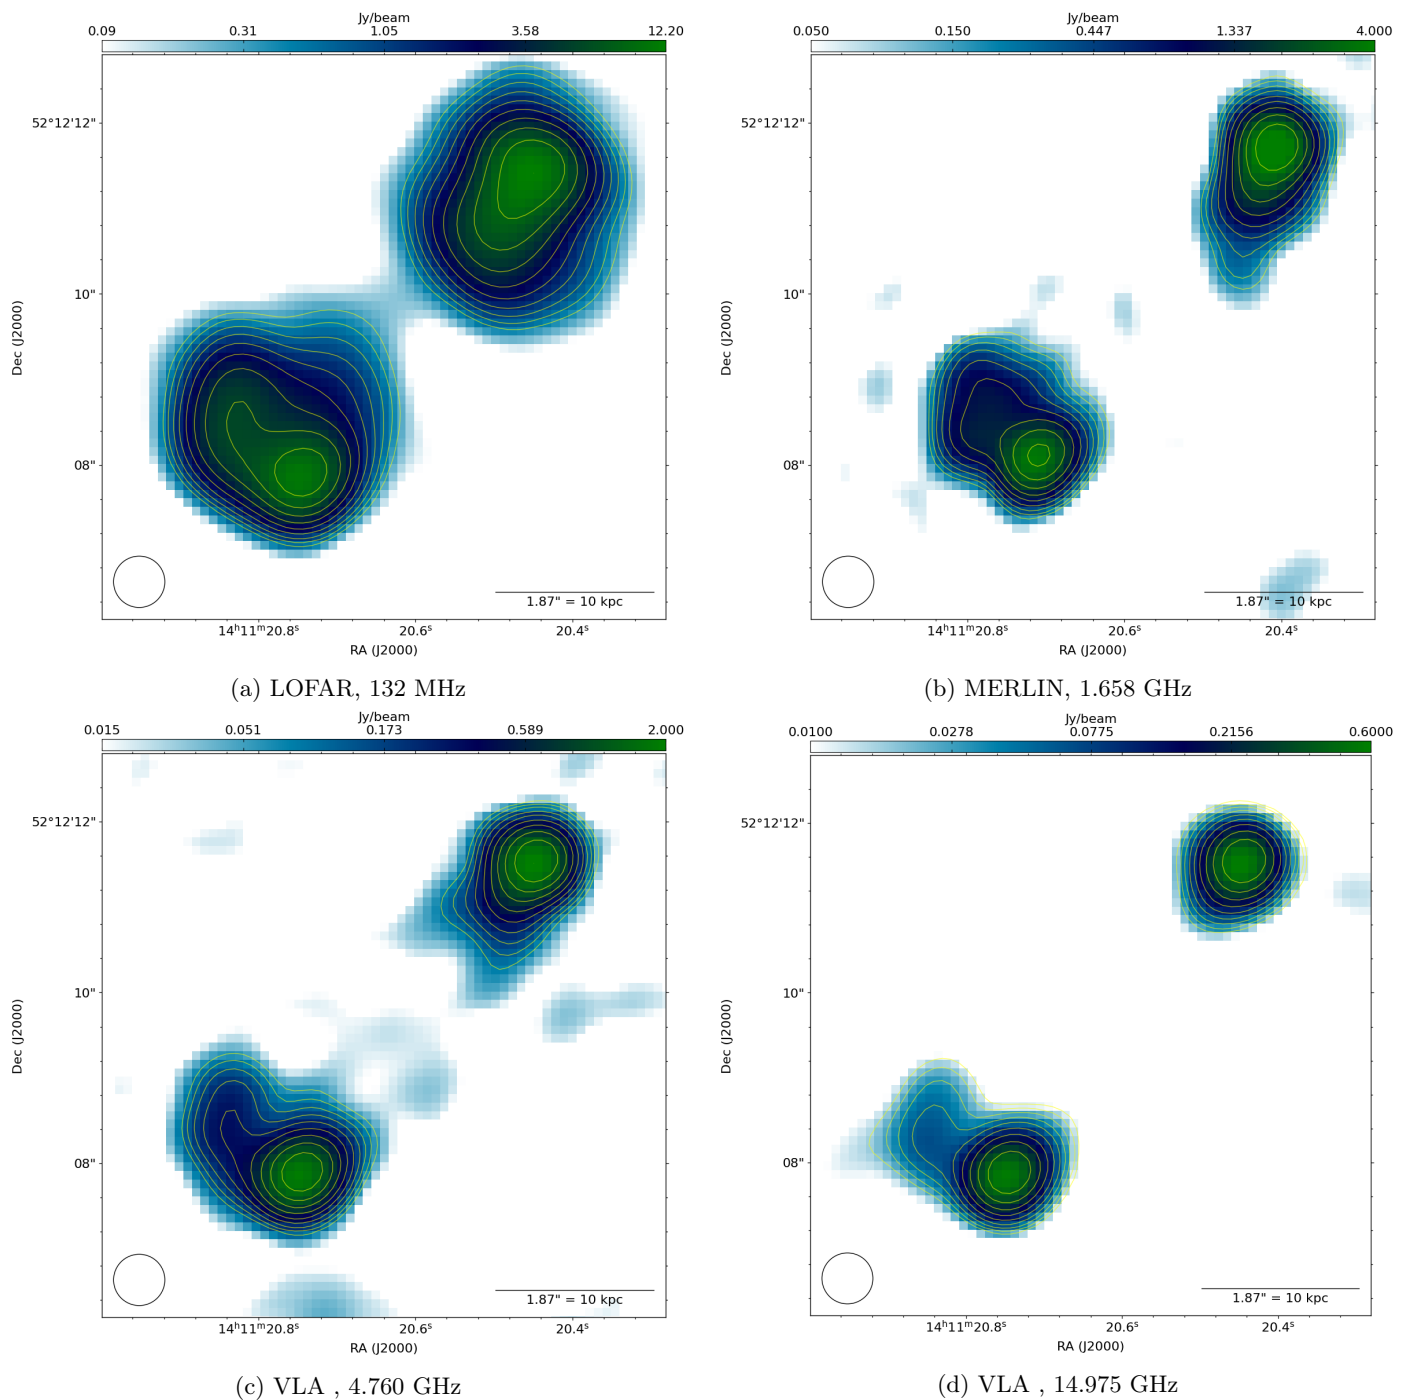 Jy/beam
0.09 0.31 1.05 3.58 12.20
52°12'12"
10"
08"
Dec (J2000)
1.87" = 10 kpc
14ʰ11ᵐ20.8ˢ 20.6ˢ 20.4ˢ
RA (J2000)
(a) LOFAR, 132 MHz
Jy/beam
0.050 0.150 0.447 1.337 4.000
52°12'12"
10"
08"
Dec (J2000)
1.87" = 10 kpc
14ʰ11ᵐ20.8ˢ 20.6ˢ 20.4ˢ
RA (J2000)
(b) MERLIN, 1.658 GHz
Jy/beam
0.015 0.051 0.173 0.589 2.000
52°12'12"
10"
08"
Dec (J2000)
1.87" = 10 kpc
14ʰ11ᵐ20.8ˢ 20.6ˢ 20.4ˢ
RA (J2000)
(c) VLA , 4.760 GHz
Jy/beam
0.0100 0.0278 0.0775 0.2156 0.6000
52°12'12"
10"
08"
Dec (J2000)
1.87" = 10 kpc
14ʰ11ᵐ20.8ˢ 20.6ˢ 20.4ˢ
RA (J2000)
(d) VLA , 14.975 GHz